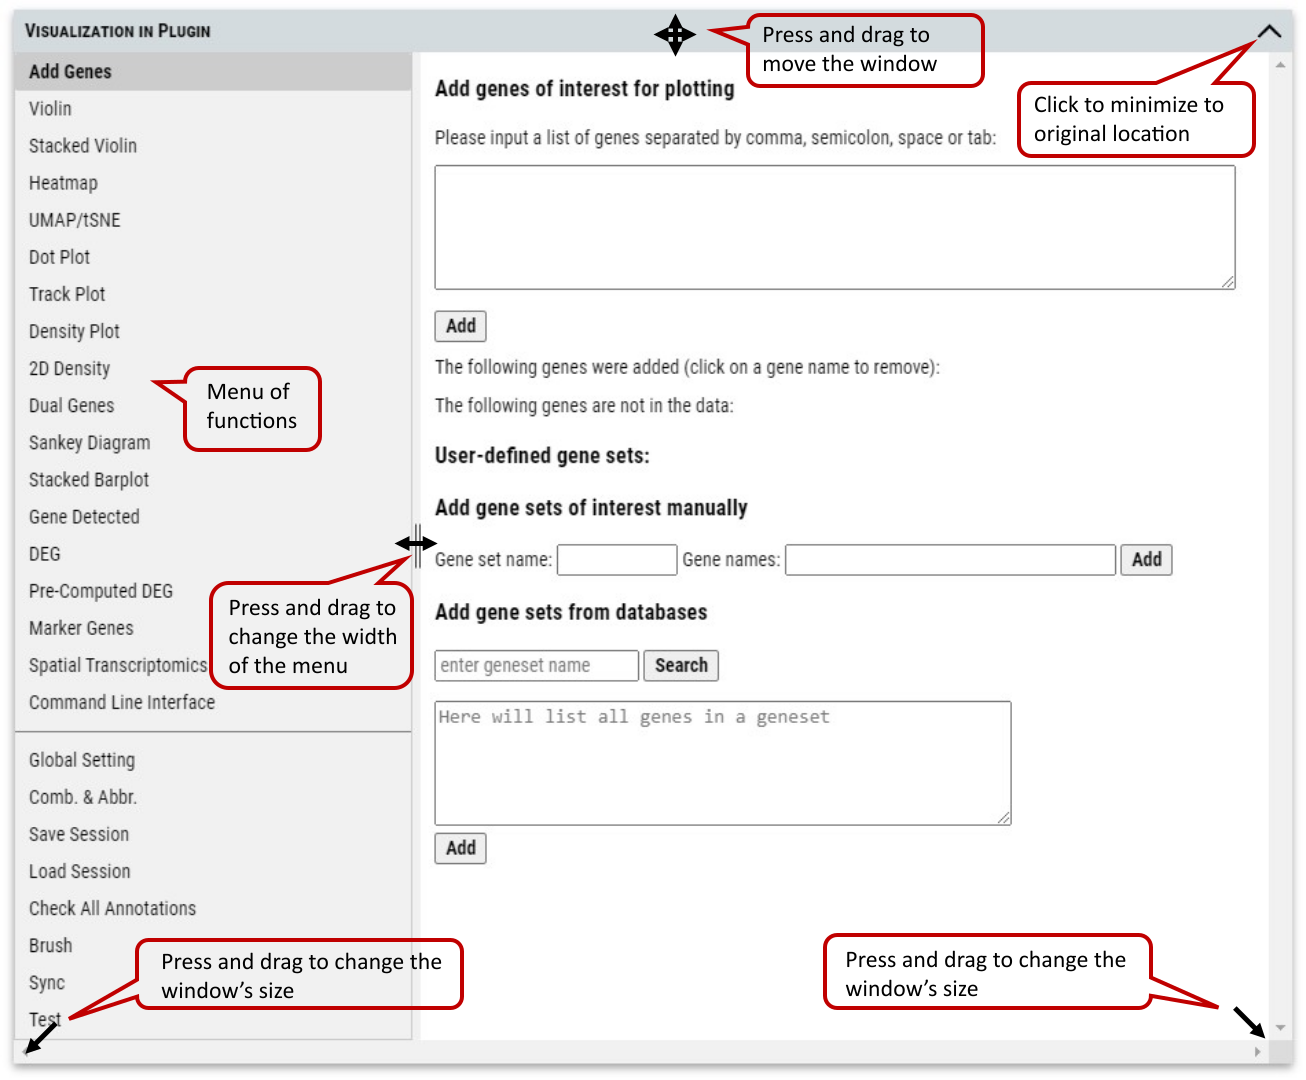 VISUALIZATION IN PLUGIN
Press and drag to
move the window
Click to minimize to
original location
Add Genes
Violin
Stacked Violin
Heatmap
UMAP/tSNE
Dot Plot
Track Plot
Density Plot
2D Density
Dual Genes
Sankey Diagram
Stacked Barplot
Gene Detected
DEG
Pre-Computed DEG
Marker Genes
Spatial Transcriptomics
Command Line Interface
Menu of
functions
Press and drag to
change the width
of the menu
Global Setting
Comb. & Abbr.
Save Session
Load Session
Check All Annotations
Brush
Sync
Test
Press and drag to change the
window's size
Add genes of interest for plotting
Please input a list of genes separated by comma, semicolon, space or tab:
Add
The following genes were added (click on a gene name to remove):
The following genes are not in the data:
User-defined gene sets:
Add gene sets of interest manually
Gene set name: Gene names: Add
Add gene sets from databases
enter geneset name Search
Here will list all genes in a geneset
Add
Press and drag to change the
window's size